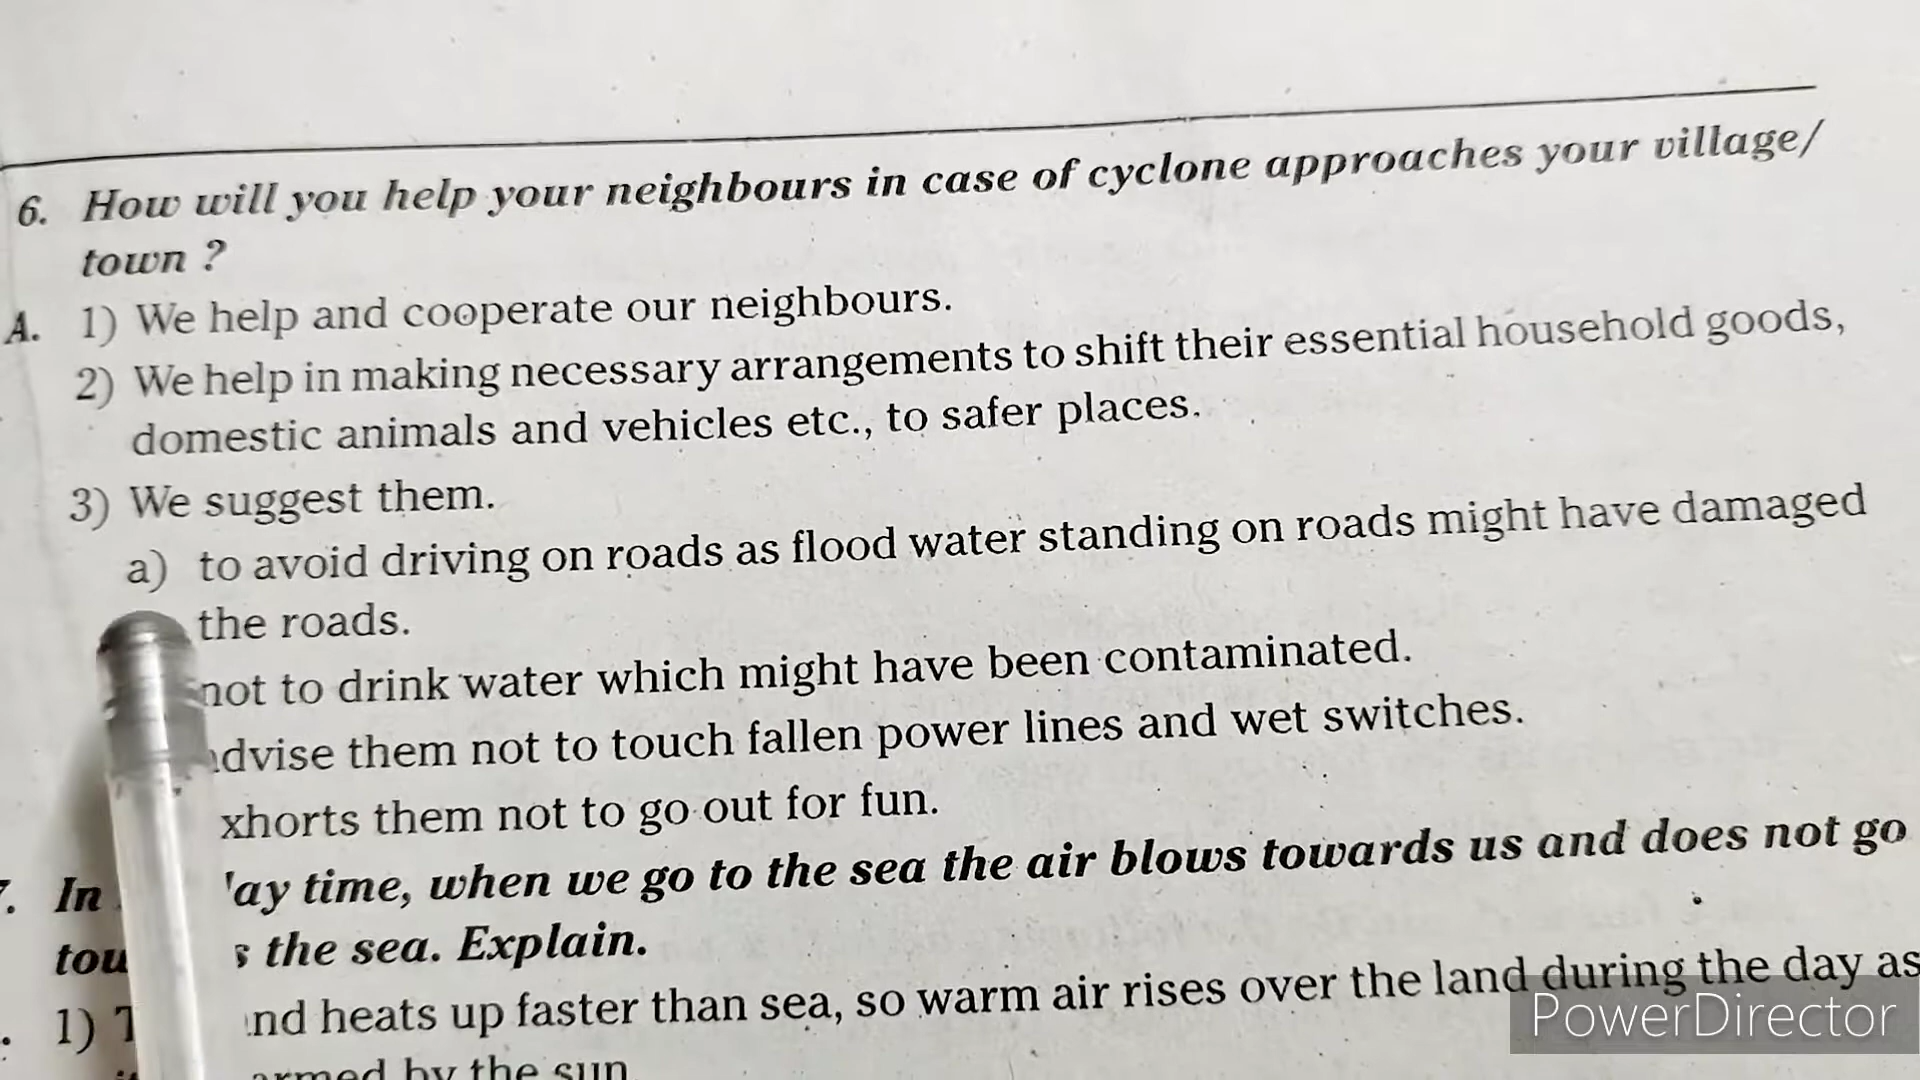 6. How will you help your neighbours in case of cyclone approaches your village/
town ?
A. 1) We help and cooperate our neighbours.
2) We help in making necessary arrangements to shift their essential household goods,
domestic animals and vehicles etc., to safer places.
3) We suggest them.
a) to avoid driving on roads as flood water standing on roads might have damaged
the roads.
not to drink water which might have been contaminated.
them not to touch fallen power lines and wet switches.
them not to go out for fun.
In time, when we go to the sea the air blows towards us and does not go
the sea. Explain.
1) heats up faster than sea, so warm air rises over the land during the day as
by the sun
PowerDirector